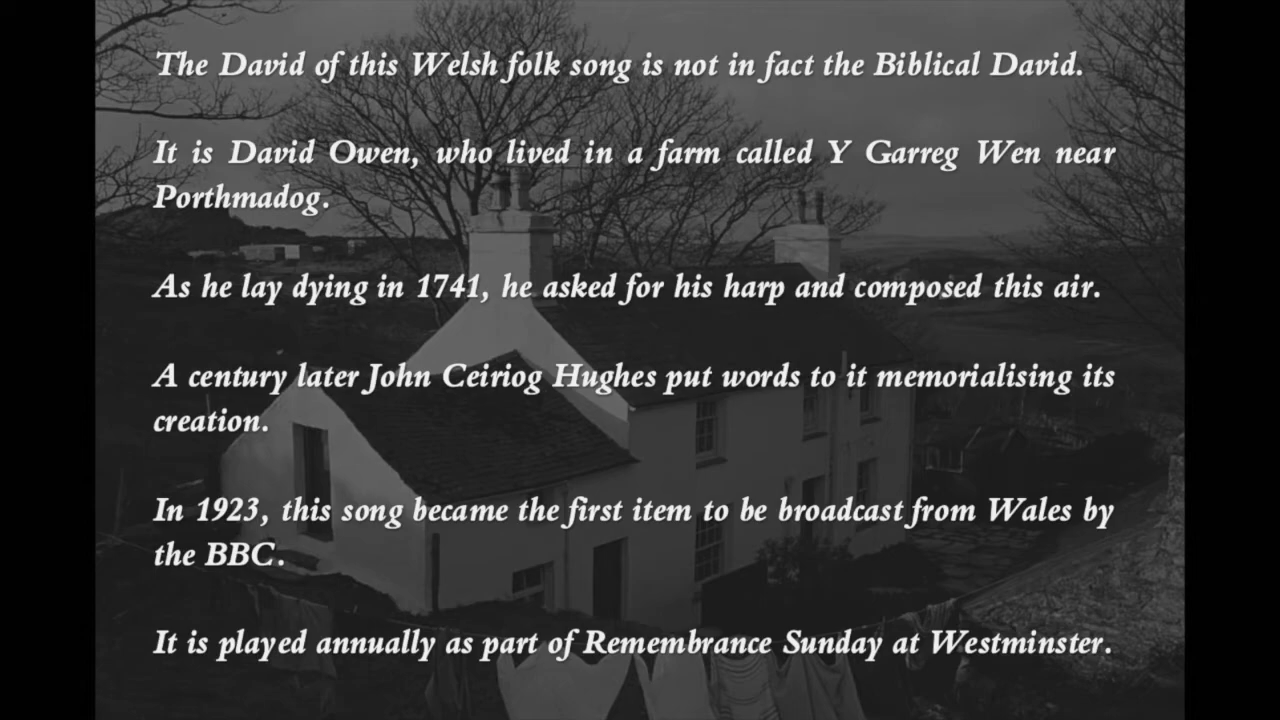 The David of this Welsh folk song is not in fact the Biblical David.
It is David Owen, who lived in a farm called Y Garreg Wen near
Porthmadog.
As he lay dying in 1741, he asked for his harp and composed this air.
A century later John Ceiriog Hughes put words to it memorialising its
creation.
In 1923, this song became the first item to be broadcast from Wales by
the BBC.
It is played annually as part of Remembrance Sunday at Westminster.